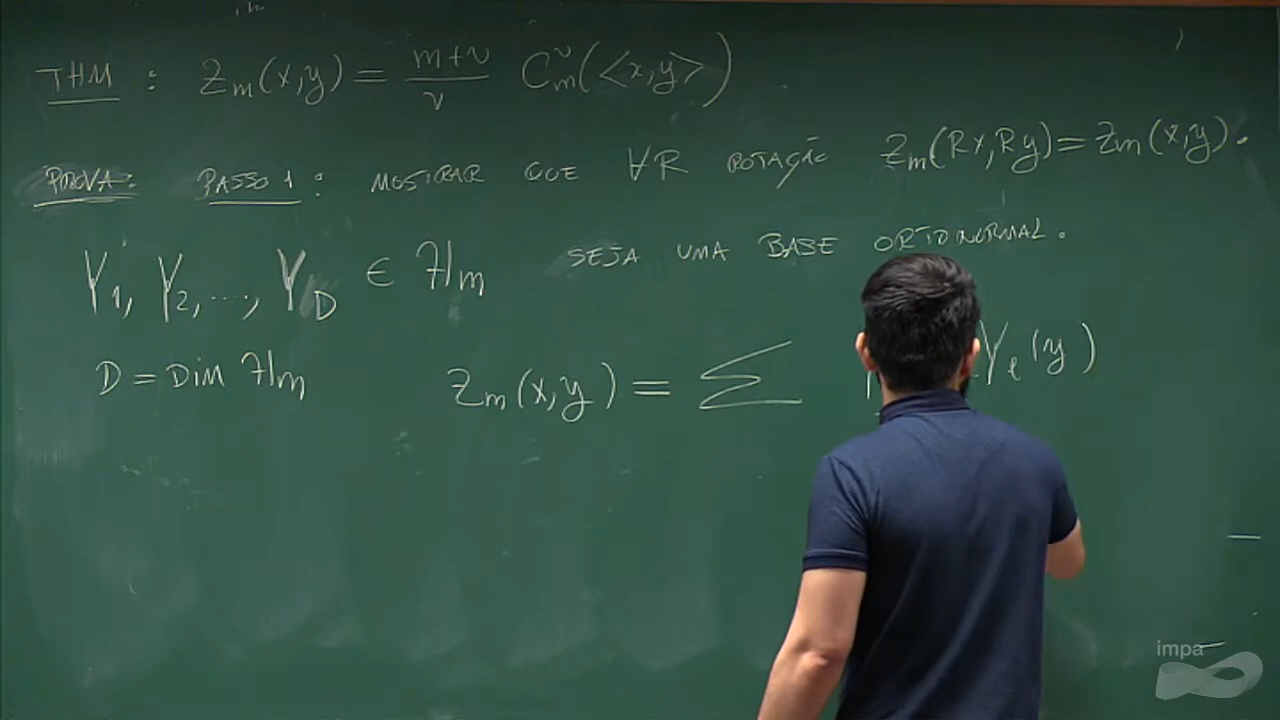 THM : Z_m(x,y) = \frac{m+ν}{ν} C_m^ν(<x,y>)
PROVA: PASSO 1 : MOSTRAR QUE ∀R ROTAÇÃO Z_m(Rx,Ry) = Z_m(x,y).
Y_1, Y_2, ..., Y_D ∈ H_m SEJA UMA BASE ORTONORMAL.
D = DIM H_m Z_m(x,y) = Σ Y_ℓ(y)
impa